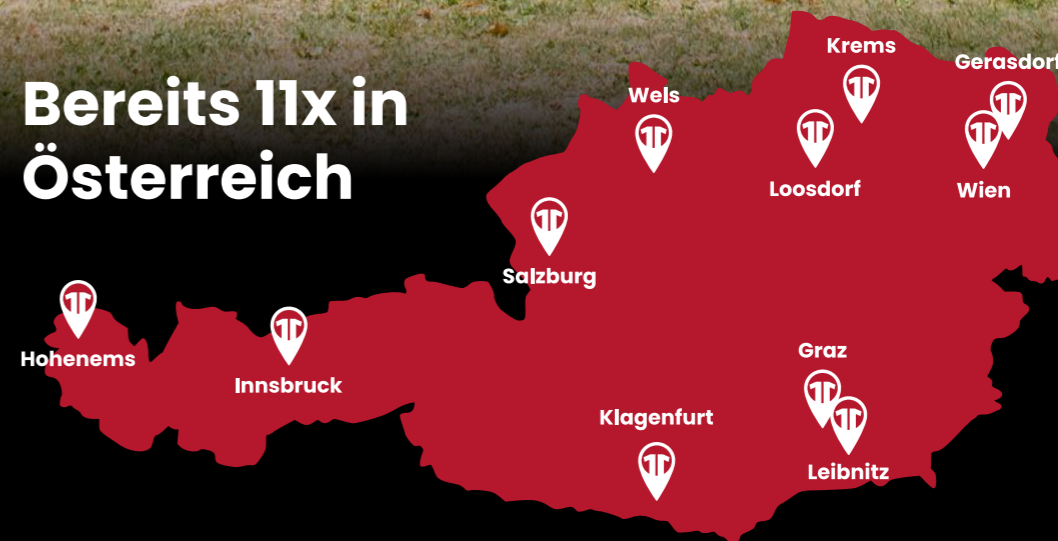 Bereits 11x in
Österreich
Krems
Gerasdorf
Wels
Loosdorf
Wien
Salzburg
Hohenems
Innsbruck
Graz
Klagenfurt
Leibnitz